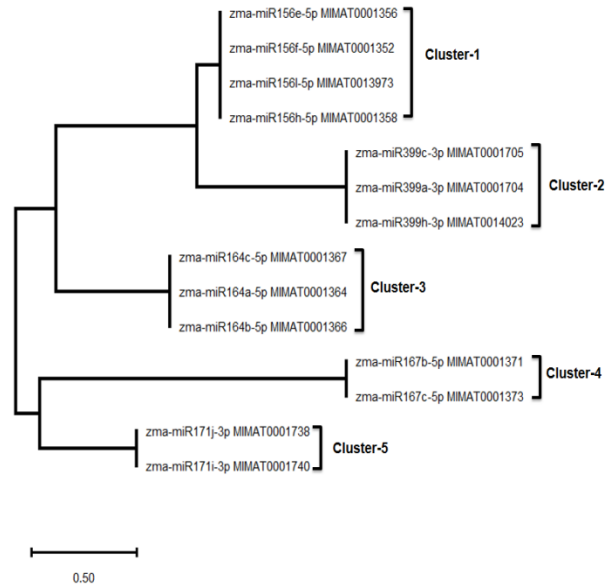 zma-miR156e-5p MIMAT0001356
zma-miR156f-5p MIMAT0001352
Cluster-1
zma-miR156l-5p MIMAT0013973
zma-miR156h-5p MIMAT0001358
zma-miR399c-3p MIMAT0001705
zma-miR399a-3p MIMAT0001704
Cluster-2
zma-miR399h-3p MIMAT0014023
zma-miR164c-5p MIMAT0001367
zma-miR164a-5p MIMAT0001364
Cluster-3
zma-miR164b-5p MIMAT0001366
zma-miR167b-5p MIMAT0001371
Cluster-4
zma-miR167c-5p MIMAT0001373
zma-miR171j-3p MIMAT0001738
Cluster-5
zma-miR171i-3p MIMAT0001740
0.50